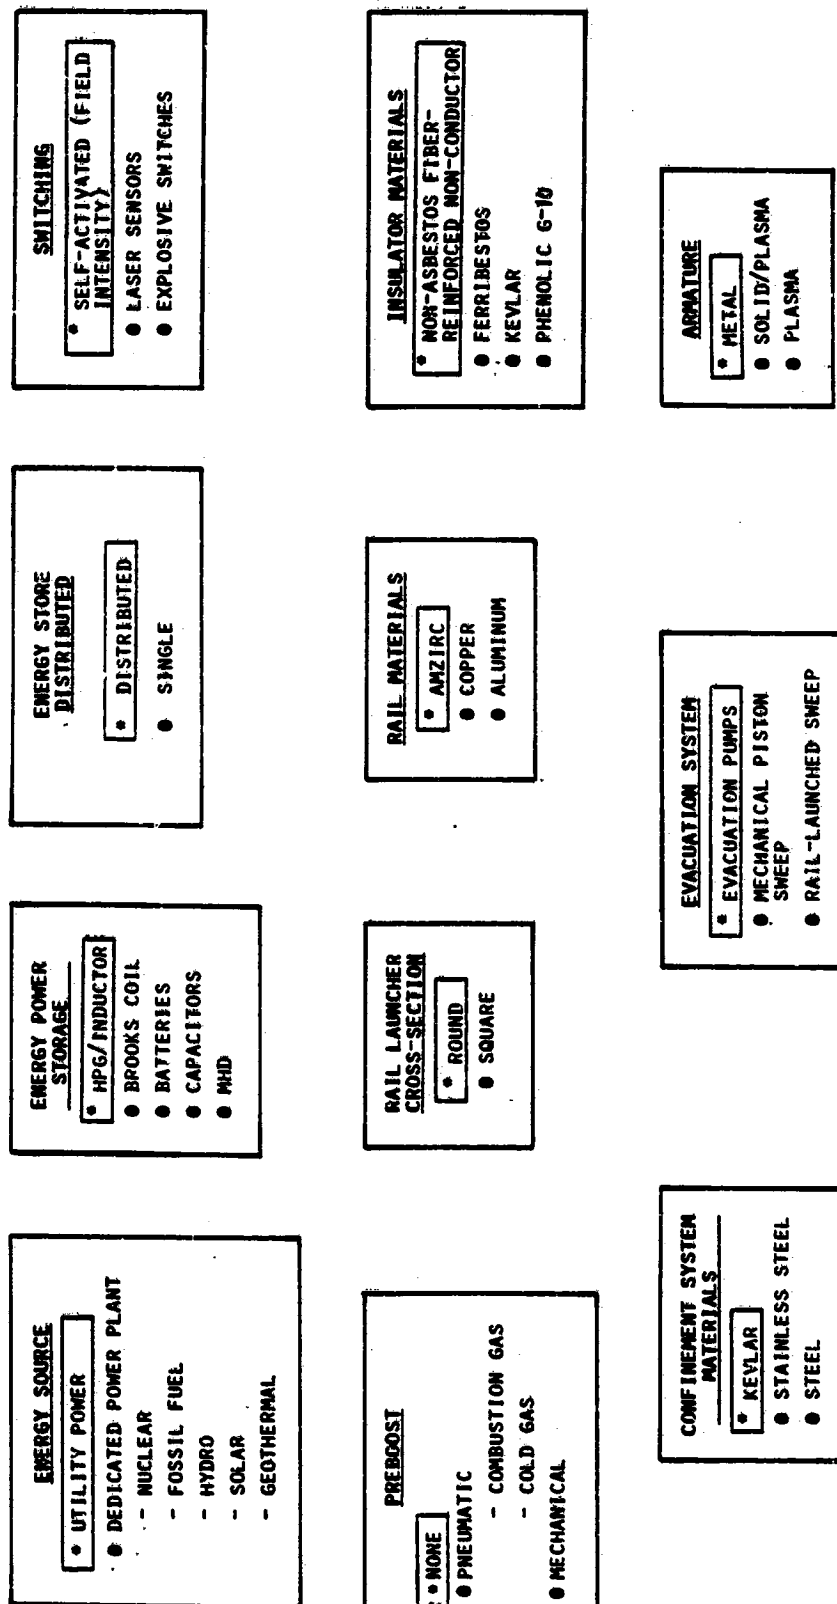 ENERGY SOURCE
* UTILITY POWER
● DEDICATED POWER PLANT
- NUCLEAR
- FOSSIL FUEL
- HYDRO
- SOLAR
- GEOTHERMAL
ENERGY POWER
STORAGE
* HPG/INDUCTOR
● BROOKS COIL
● BATTERIES
● CAPACITORS
● MHD
ENERGY STORE
DISTRIBUTED
* DISTRIBUTED
● SINGLE
SWITCHING
* SELF-ACTIVATED (FIELD
INTENSITY)
● LASER SENSORS
● EXPLOSIVE SWITCHES
PREBOOST
* NONE
● PNEUMATIC
- COMBUSTION GAS
- COLD GAS
● MECHANICAL
RAIL LAUNCHER
CROSS-SECTION
* ROUND
● SQUARE
RAIL MATERIALS
* AMZIRC
● COPPER
● ALUMINUM
INSULATOR MATERIALS
* NON-ASBESTOS FIBER-
REINFORCED NON-CONDUCTOR
● FERRIBESTOS
● KEVLAR
● PHENOLIC G-10
CONFINEMENT SYSTEM
MATERIALS
* KEVLAR
● STAINLESS STEEL
● STEEL
EVACUATION SYSTEM
* EVACUATION PUMPS
● MECHANICAL PISTON
SWEEP
● RAIL-LAUNCHED SWEEP
ARMATURE
* METAL
● SOLID/PLASMA
● PLASMA